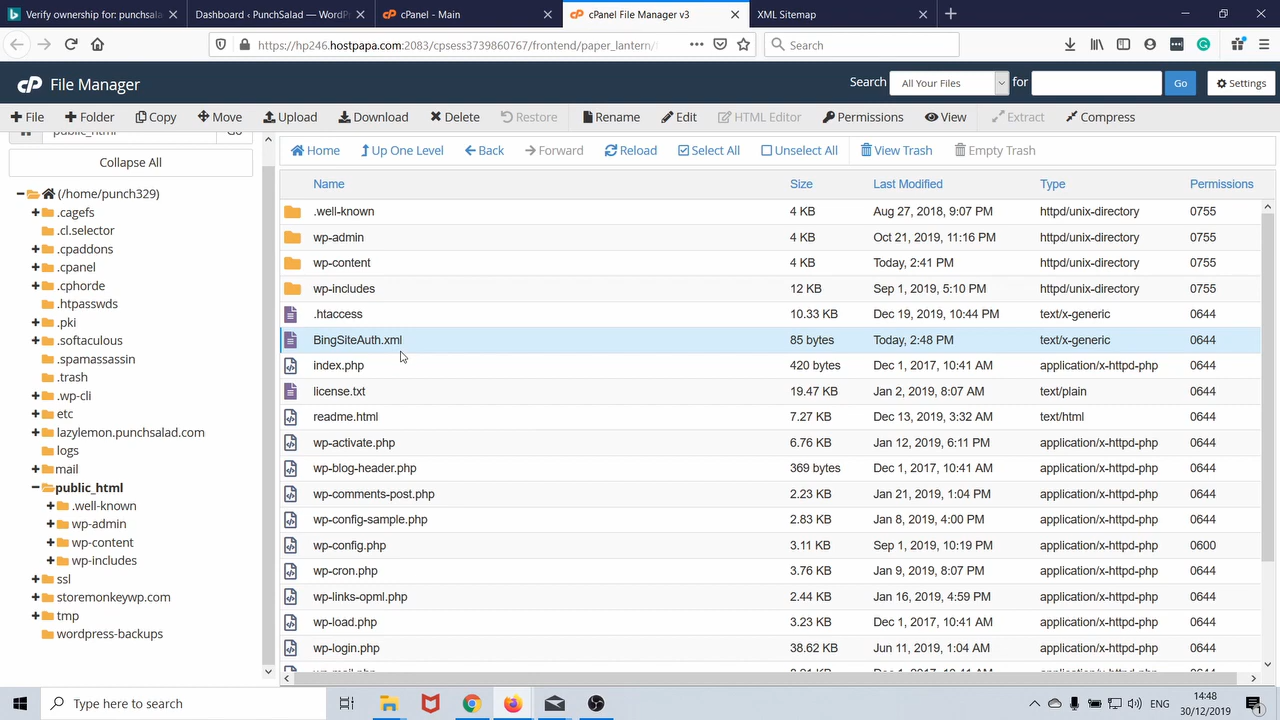 Verify ownership for: punchsala
Dashboard ‹ PunchSalad — WordPr
cPanel - Main
cPanel File Manager v3
XML Sitemap
https://hp246.hostpapa.com:2083/cpsess3739860767/frontend/paper_lantern/
Search
File Manager
Search
All Your Files
for
Go
Settings
File
Folder
Copy
Move
Upload
Download
Delete
Restore
Rename
Edit
HTML Editor
Permissions
View
Extract
Compress
public_html
Go
Collapse All
(/home/punch329)
.cagefs
.cl.selector
.cpaddons
.cpanel
.cphorde
.htpasswds
.pki
.softaculous
.spamassassin
.trash
.wp-cli
etc
lazylemon.punchsalad.com
logs
mail
public_html
.well-known
wp-admin
wp-content
wp-includes
ssl
storemonkeywp.com
tmp
wordpress-backups
Home
Up One Level
Back
Forward
Reload
Select All
Unselect All
View Trash
Empty Trash
Name Size Last Modified Type Permissions
.well-known 4 KB Aug 27, 2018, 9:07 PM httpd/unix-directory 0755
wp-admin 4 KB Oct 21, 2019, 11:16 PM httpd/unix-directory 0755
wp-content 4 KB Today, 2:41 PM httpd/unix-directory 0755
wp-includes 12 KB Sep 1, 2019, 5:10 PM httpd/unix-directory 0755
.htaccess 10.33 KB Dec 19, 2019, 10:44 PM text/x-generic 0644
BingSiteAuth.xml 85 bytes Today, 2:48 PM text/x-generic 0644
index.php 420 bytes Dec 1, 2017, 10:41 AM application/x-httpd-php 0644
license.txt 19.47 KB Jan 2, 2019, 8:07 AM text/plain 0644
readme.html 7.27 KB Dec 13, 2019, 3:32 AM text/html 0644
wp-activate.php 6.76 KB Jan 12, 2019, 6:11 PM application/x-httpd-php 0644
wp-blog-header.php 369 bytes Dec 1, 2017, 10:41 AM application/x-httpd-php 0644
wp-comments-post.php 2.23 KB Jan 21, 2019, 1:04 PM application/x-httpd-php 0644
wp-config-sample.php 2.83 KB Jan 8, 2019, 4:00 PM application/x-httpd-php 0644
wp-config.php 3.11 KB Sep 1, 2019, 10:19 PM application/x-httpd-php 0600
wp-cron.php 3.76 KB Jan 9, 2019, 8:07 PM application/x-httpd-php 0644
wp-links-opml.php 2.44 KB Jan 16, 2019, 4:59 PM application/x-httpd-php 0644
wp-load.php 3.23 KB Dec 1, 2017, 10:41 AM application/x-httpd-php 0644
wp-login.php 38.62 KB Jun 11, 2019, 1:04 AM application/x-httpd-php 0644
Type here to search
ENG
14:48
30/12/2019